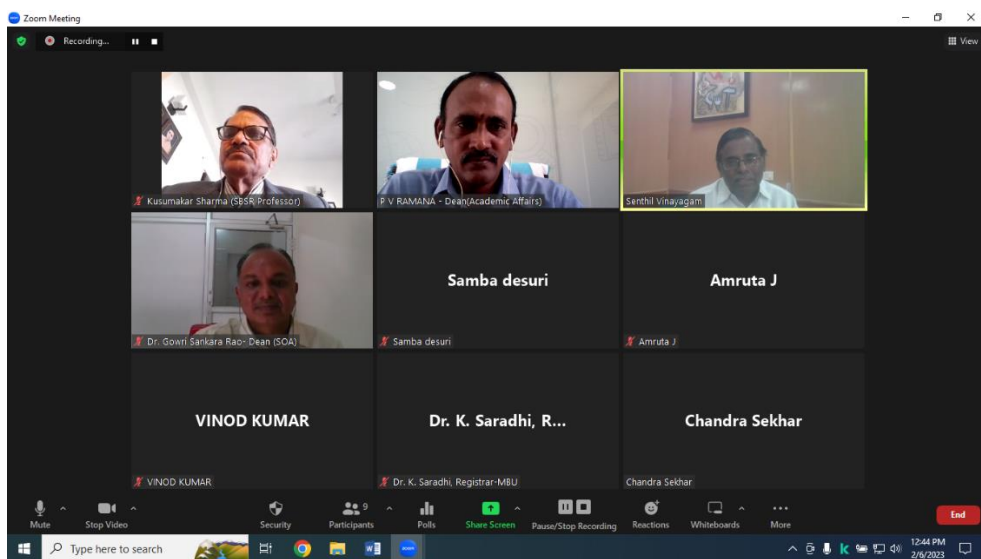 Zoom Meeting
Recording...
View
Kusumakar Sharma (SBSR Professor)
P V RAMANA - Dean(Academic Affairs)
Senthil Vinayagam
Dr. Gowri Sankara Rao- Dean (SOA)
Samba desuri
Samba desuri
Amruta J
Amruta J
VINOD KUMAR
VINOD KUMAR
Dr. K. Saradhi, R...
Dr. K. Saradhi, Registrar-MBU
Chandra Sekhar
Chandra Sekhar
Mute
Stop Video
Security
Participants
9
Polls
Share Screen
Pause/Stop Recording
Reactions
Whiteboards
More
End
Type here to search
12:44 PM
2/6/2023